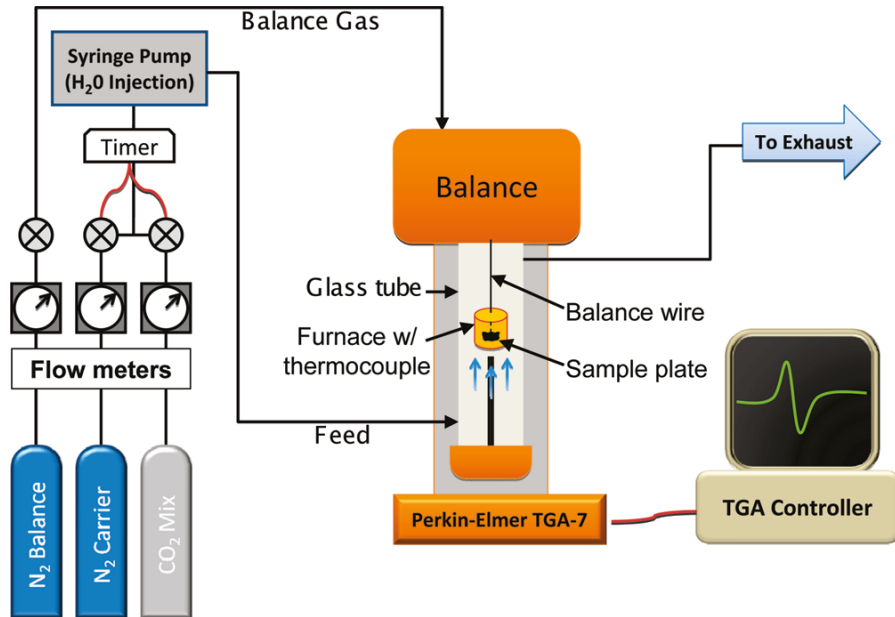 Balance Gas
Syringe Pump
(H20 Injection)
Timer
To Exhaust
Balance
Glass tube
Balance wire
Furnace w/
thermocouple
Sample plate
Flow meters
Feed
N2 Balance
N2 Carrier
CO2 Mix
Perkin-Elmer TGA-7
TGA Controller